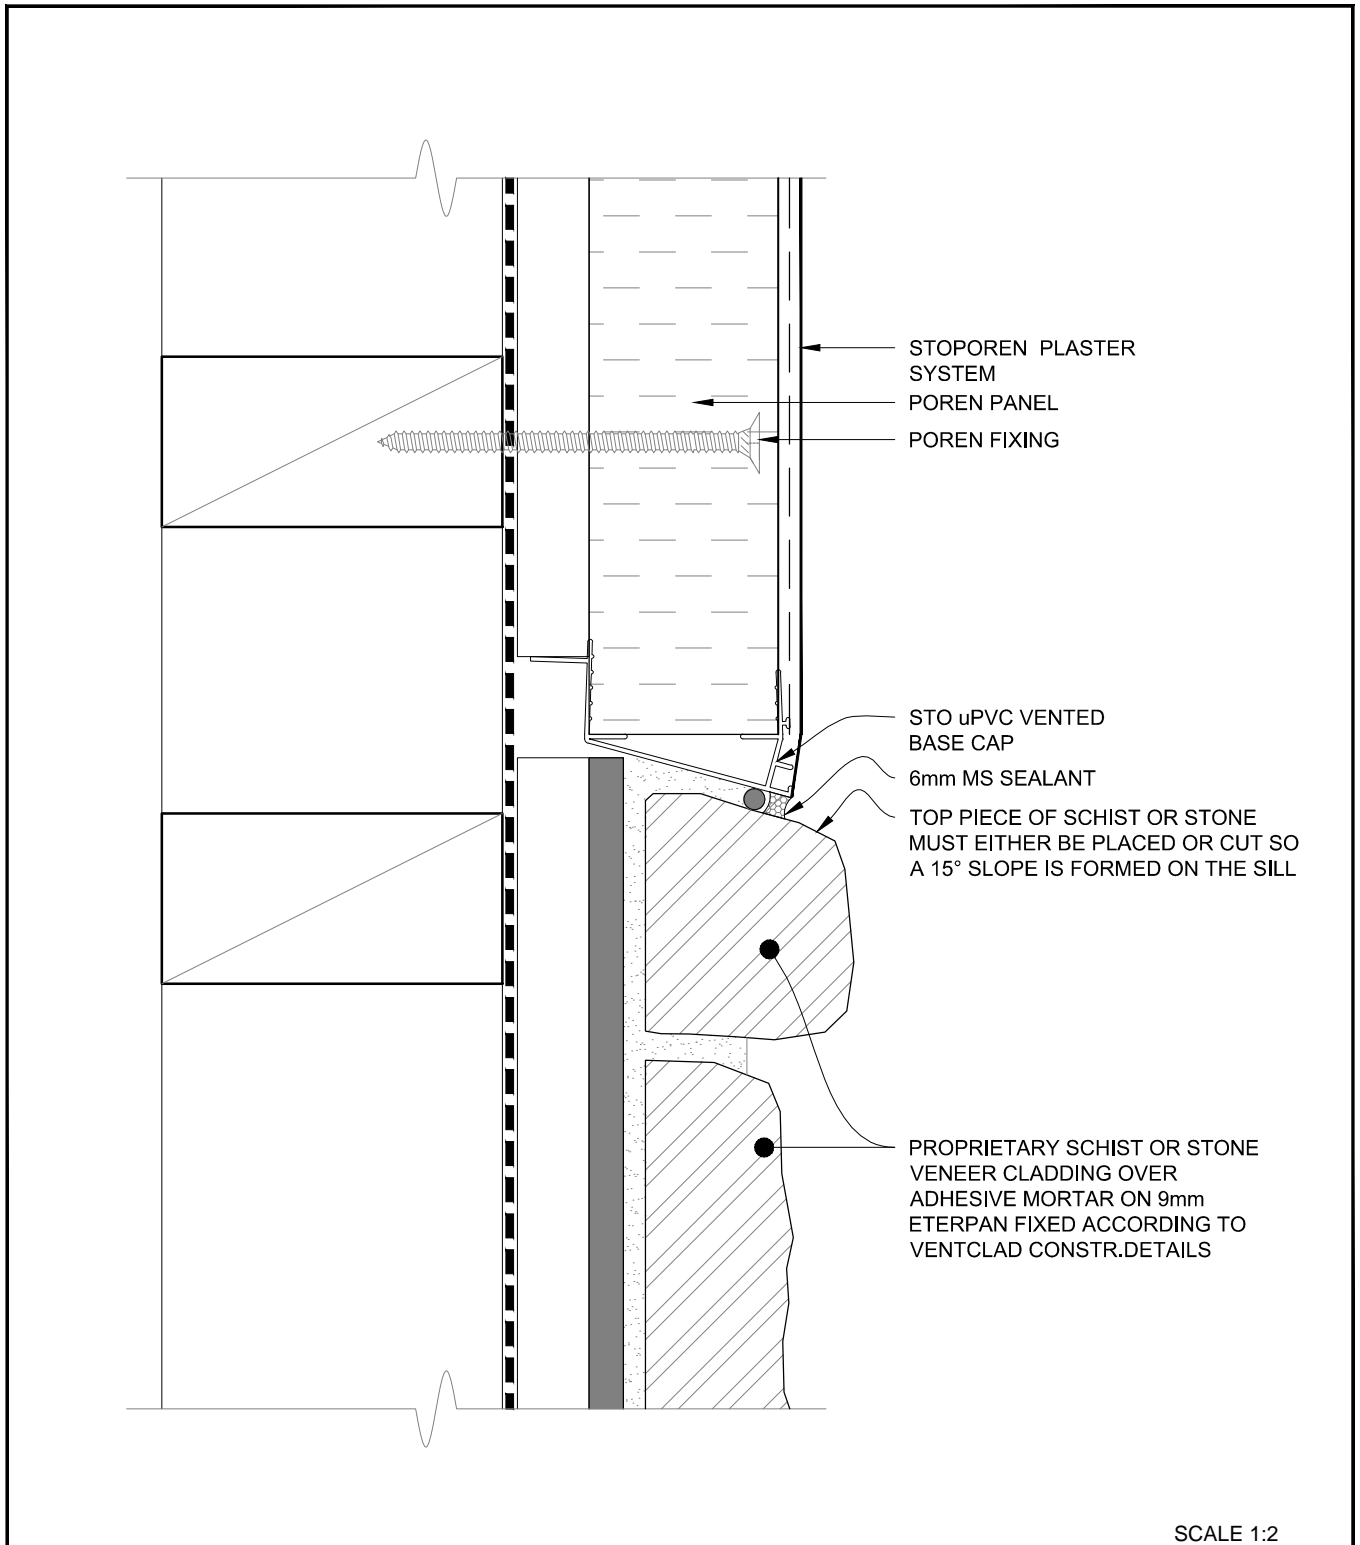 STOPOREN PLASTER
SYSTEM
POREN PANEL
POREN FIXING
STO uPVC VENTED
BASE CAP
6mm MS SEALANT
TOP PIECE OF SCHIST OR STONE
MUST EITHER BE PLACED OR CUT SO
A 15° SLOPE IS FORMED ON THE SILL
PROPRIETARY SCHIST OR STONE
VENEER CLADDING OVER
ADHESIVE MORTAR ON 9mm
ETERPAN FIXED ACCORDING TO
VENTCLAD CONSTR.DETAILS
SCALE 1:2